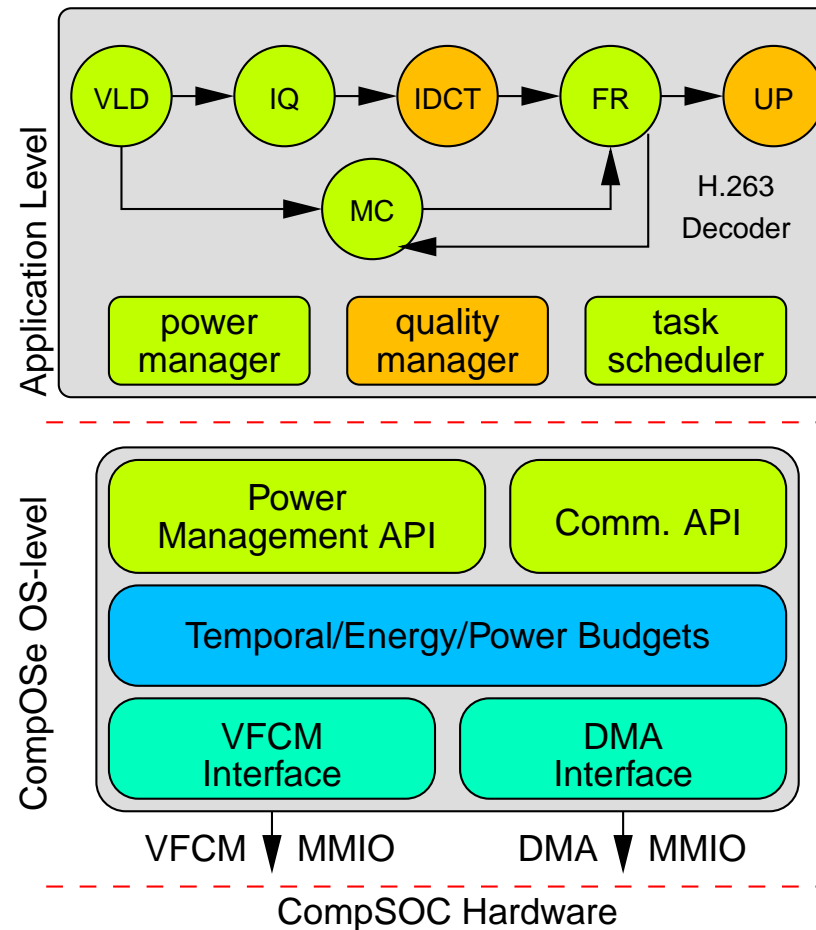 Application Level
VLD
IQ
IDCT
FR
UP
MC
H.263
Decoder
power
manager
quality
manager
task
scheduler
CompOSe OS-level
Power
Management API
Comm. API
Temporal/Energy/Power Budgets
VFCM
Interface
DMA
Interface
VFCM MMIO
DMA MMIO
CompSOC Hardware